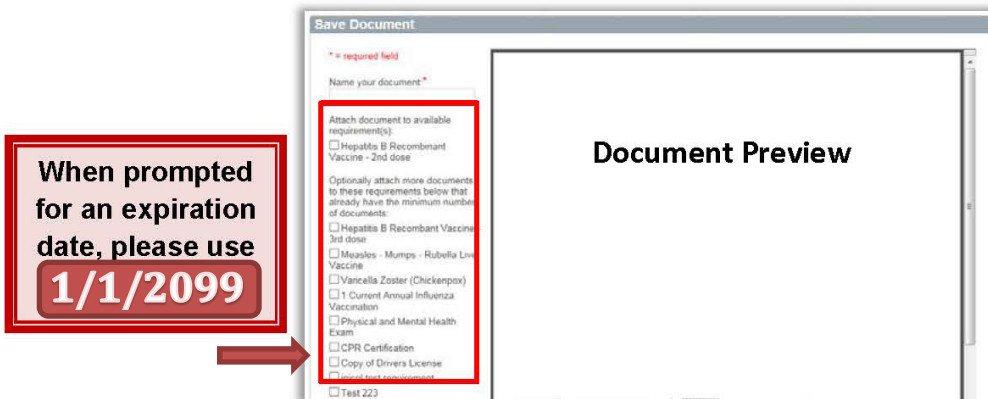 Save Document
* = required field
Name your document:*
Attach document to available
requirement(s):
Hepatitis B Recombinant
Vaccine - 2nd dose
Optionally attach more documents
to these requirements below that
already have the minimum number
of documents:
Hepatitis B Recombant Vaccine -
3rd dose
Measles - Mumps - Rubella Live
Vaccine
Varicella Zoster (Chickenpox)
1 Current Annual Influenza
Vaccination
Physical and Mental Health
Exam
CPR Certification
Copy of Drivers License
test requirement
Test 223
Document Preview
When prompted
for an expiration
date, please use
1/1/2099